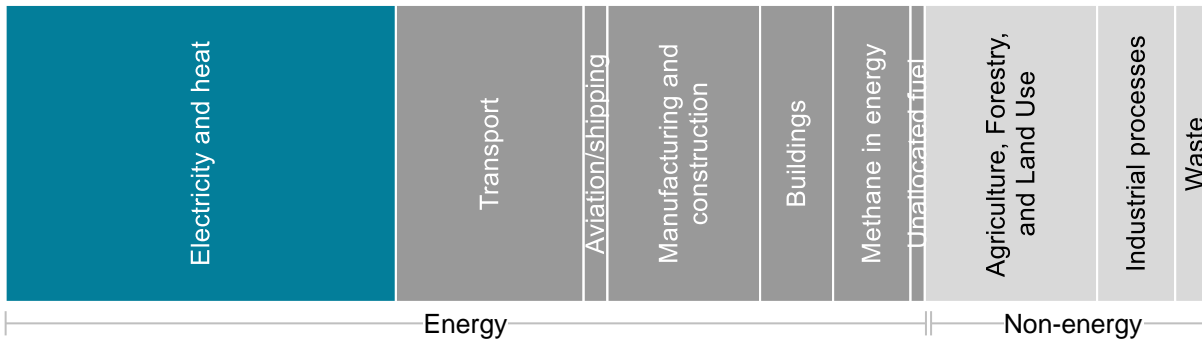 Electricity and heat
Transport
Aviation/shipping
Manufacturing and
construction
Buildings
Methane in energy
Unallocated fuel
Agriculture, Forestry,
and Land Use
Industrial processes
Waste
Energy
Non-energy